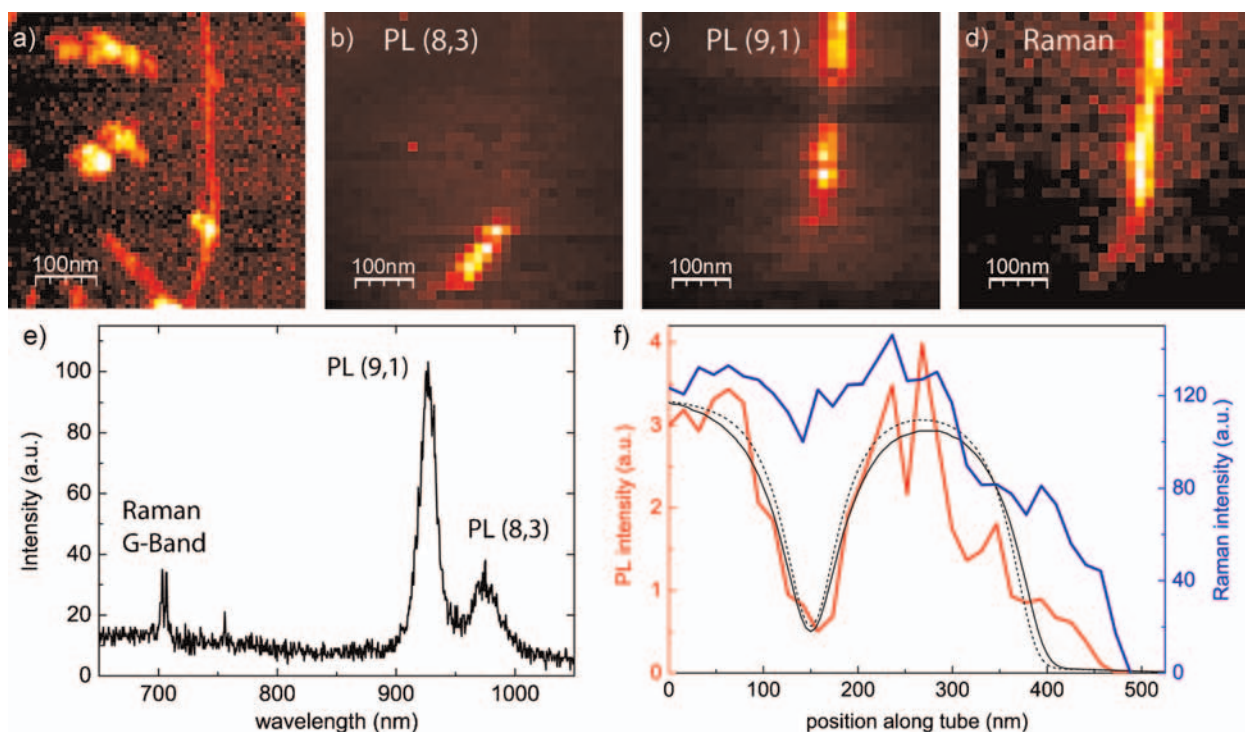 a)
b) PL (8,3)
c) PL (9,1)
d) Raman
100nm
100nm
100nm
100nm
e)
Intensity (a.u.)
100
80
60
40
20
0
Raman
G-Band
PL (9,1)
PL (8,3)
700
800
900
1000
wavelength (nm)
f)
PL intensity (a.u.)
4
3
2
1
0
0
100
200
300
400
500
position along tube (nm)
120
80
40
0
Raman intensity (a.u.)